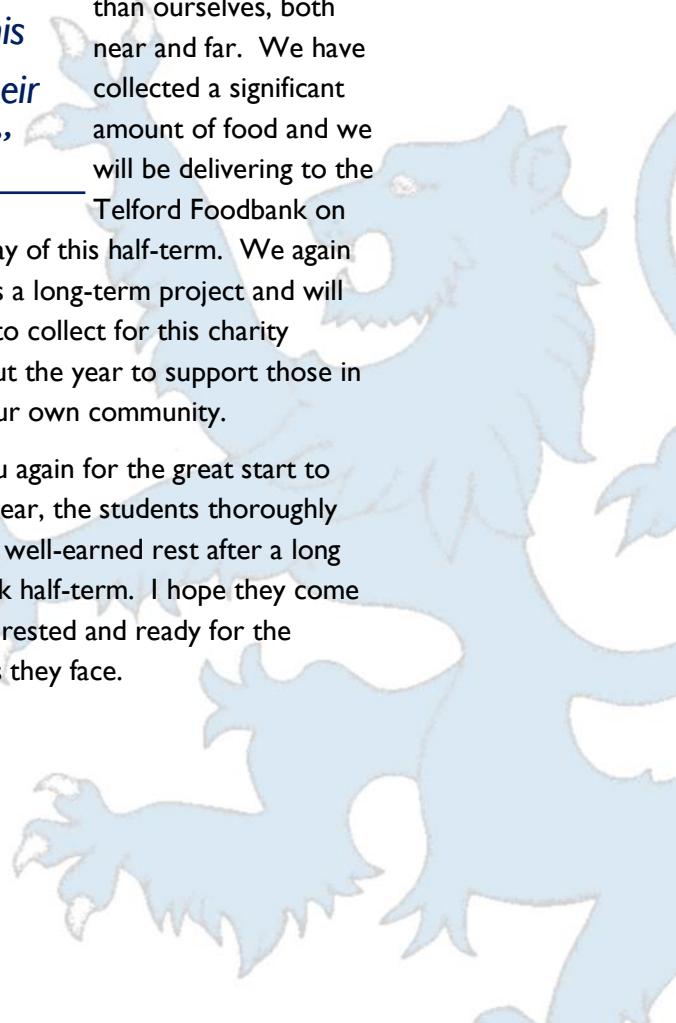 than ourselves, both
his
near and far. We have
eir
collected a significant
”
amount of food and we
will be delivering to the
Telford Foodbank on
ay of this half-term. We again
s a long-term project and will
to collect for this charity
ut the year to support those in
ur own community.
u again for the great start to
ear, the students thoroughly
well-earned rest after a long
k half-term. I hope they come
rested and ready for the
s they face.